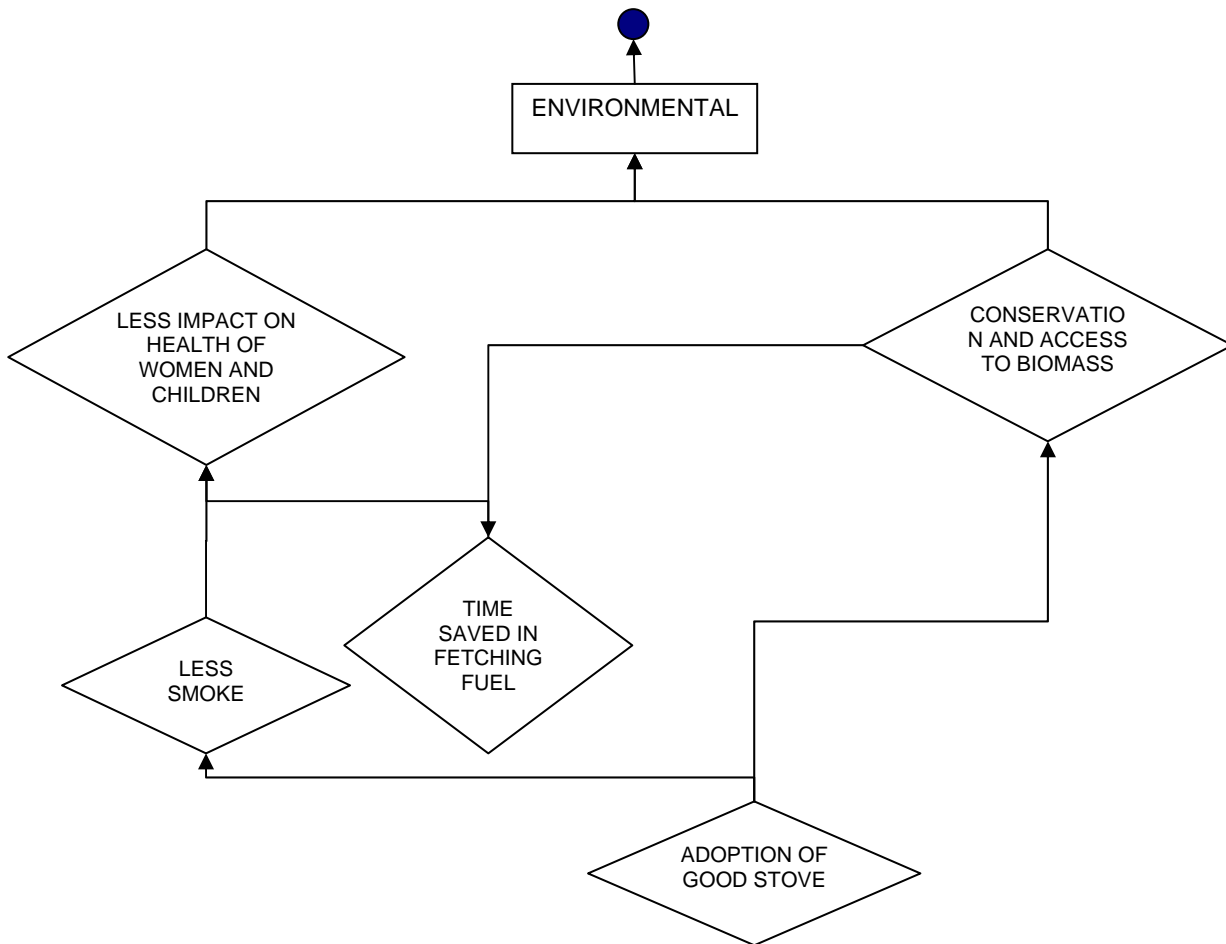 ENVIRONMENTAL
LESS IMPACT ON
HEALTH OF
WOMEN AND
CHILDREN
CONSERVATIO
N AND ACCESS
TO BIOMASS
TIME
SAVED IN
FETCHING
FUEL
LESS
SMOKE
ADOPTION OF
GOOD STOVE